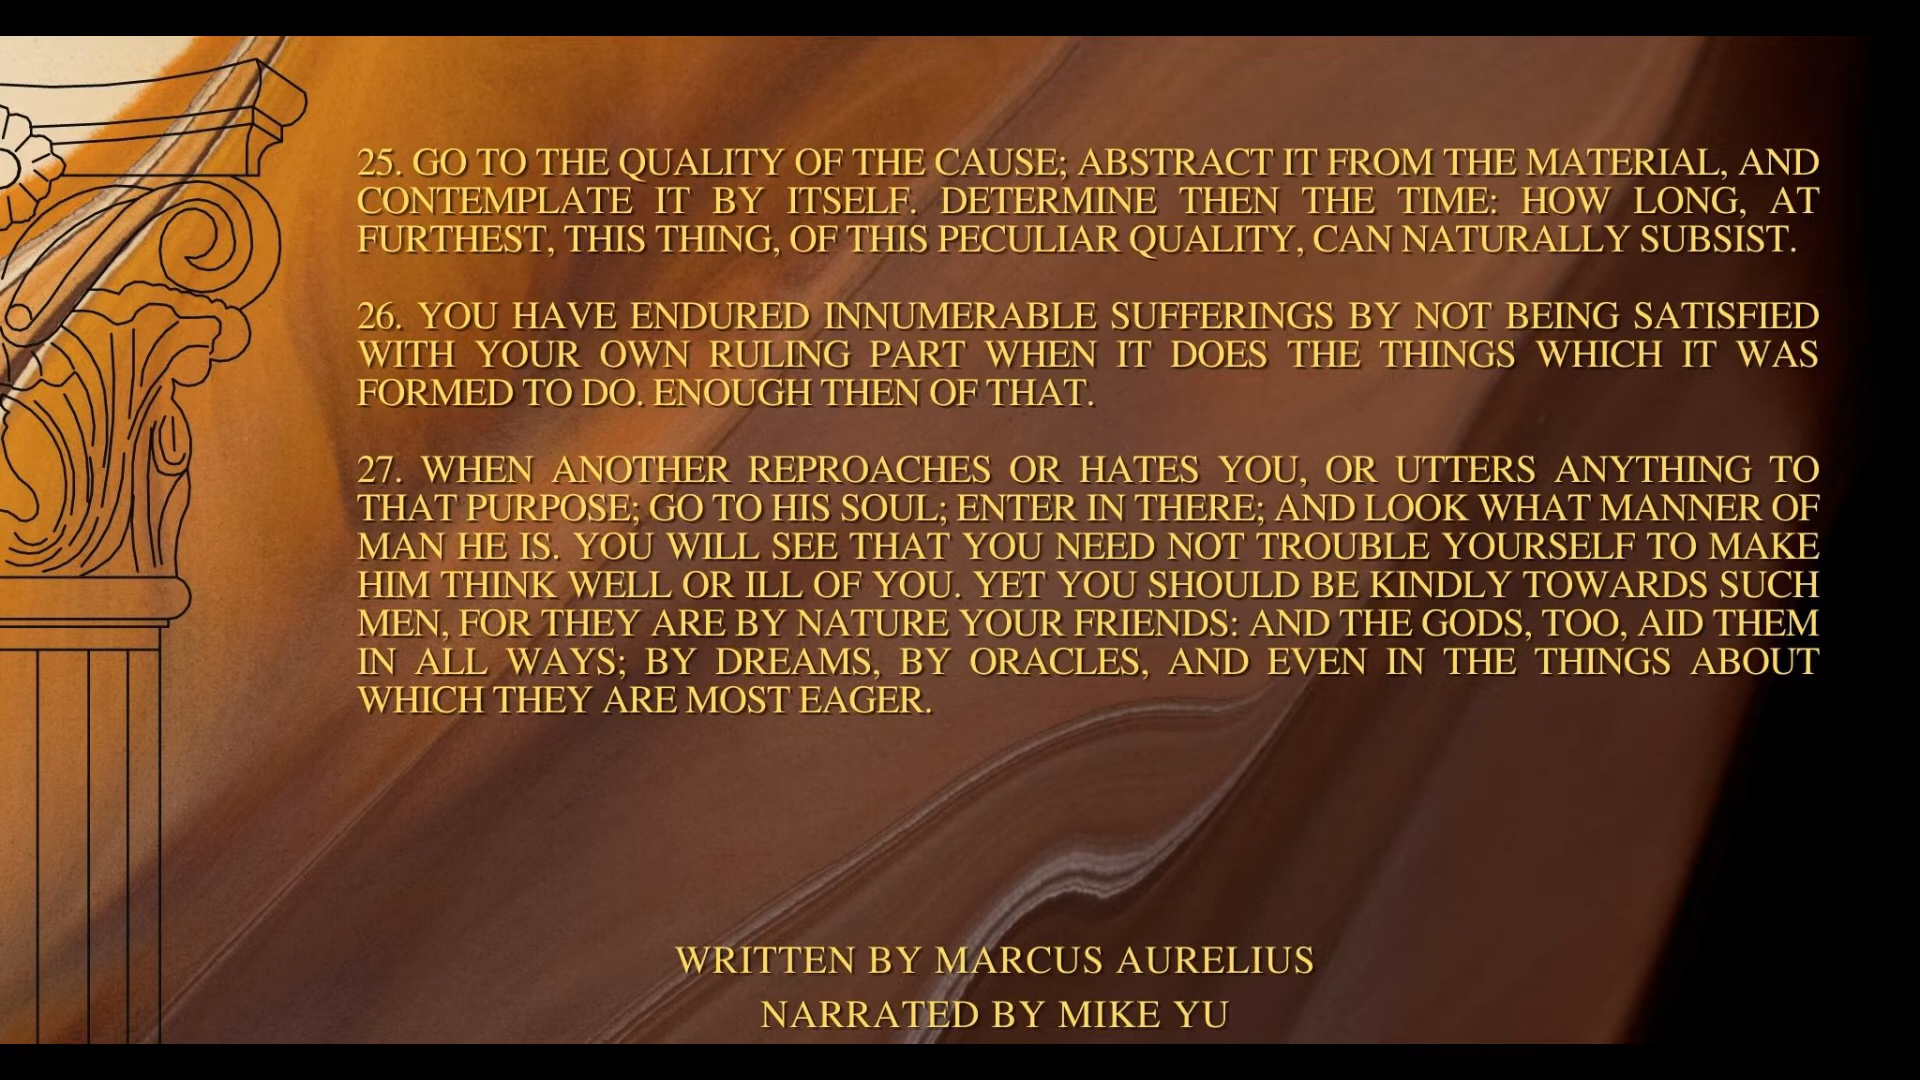 25. GO TO THE QUALITY OF THE CAUSE; ABSTRACT IT FROM THE MATERIAL, AND
CONTEMPLATE IT BY ITSELF. DETERMINE THEN THE TIME: HOW LONG, AT
FURTHEST, THIS THING, OF THIS PECULIAR QUALITY, CAN NATURALLY SUBSIST.
26. YOU HAVE ENDURED INNUMERABLE SUFFERINGS BY NOT BEING SATISFIED
WITH YOUR OWN RULING PART WHEN IT DOES THE THINGS WHICH IT WAS
FORMED TO DO. ENOUGH THEN OF THAT.
27. WHEN ANOTHER REPROACHES OR HATES YOU, OR UTTERS ANYTHING TO
THAT PURPOSE; GO TO HIS SOUL; ENTER IN THERE; AND LOOK WHAT MANNER OF
MAN HE IS. YOU WILL SEE THAT YOU NEED NOT TROUBLE YOURSELF TO MAKE
HIM THINK WELL OR ILL OF YOU. YET YOU SHOULD BE KINDLY TOWARDS SUCH
MEN, FOR THEY ARE BY NATURE YOUR FRIENDS: AND THE GODS, TOO, AID THEM
IN ALL WAYS; BY DREAMS, BY ORACLES, AND EVEN IN THE THINGS ABOUT
WHICH THEY ARE MOST EAGER.
WRITTEN BY MARCUS AURELIUS
NARRATED BY MIKE YU